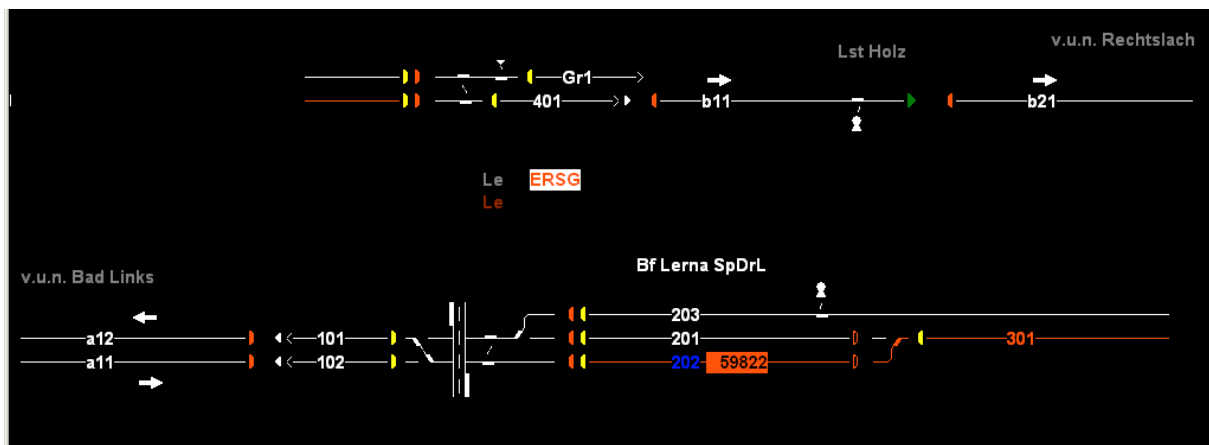 v.u.n. Rechtslach
Lst Holz
Gr1
401 b11 b21
Le ERSG
Le
Bf Lerna SpDrL
v.u.n. Bad Links
203
a12 101 201 301
a11 102 202 59822